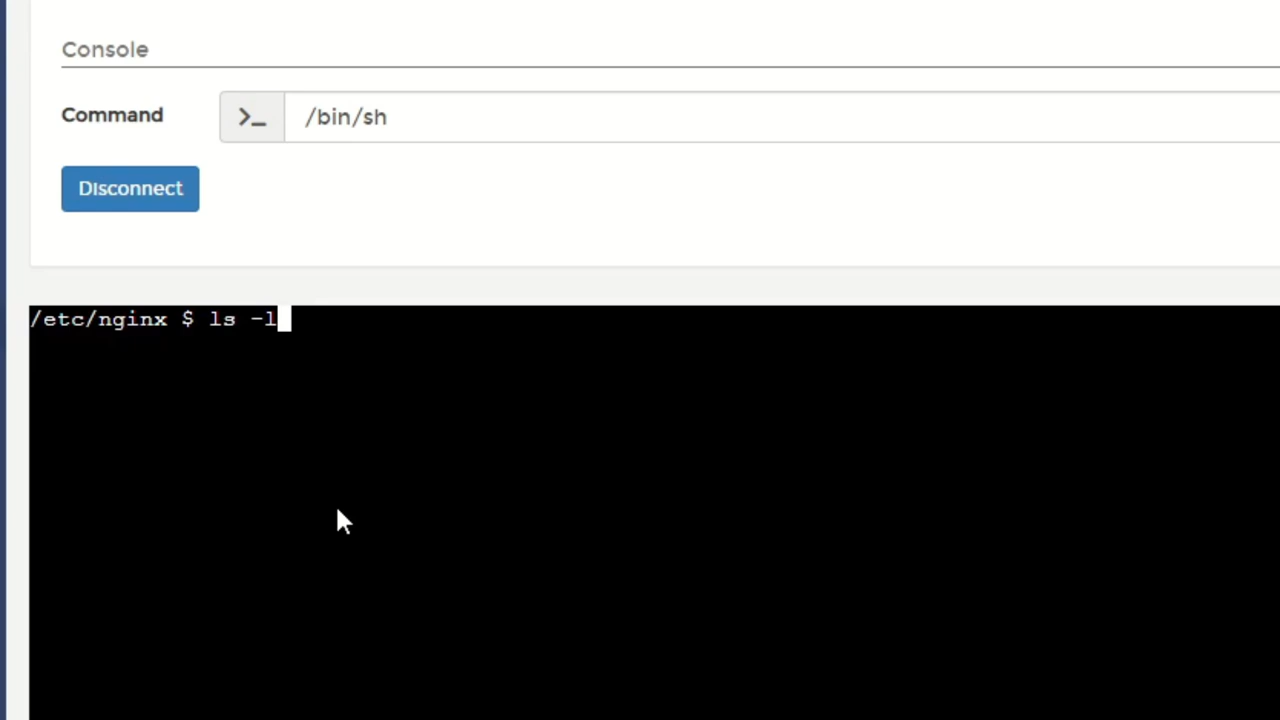 Console
Command
>_ /bin/sh
Disconnect
/etc/nginx $ ls -l